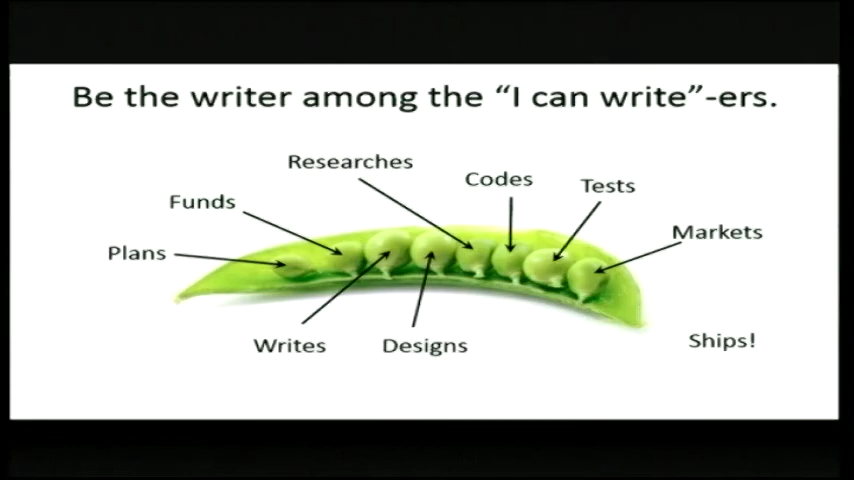 Be the writer among the “I can write”-ers.
Researches
Codes
Tests
Funds
Markets
Plans
Writes
Designs
Ships!